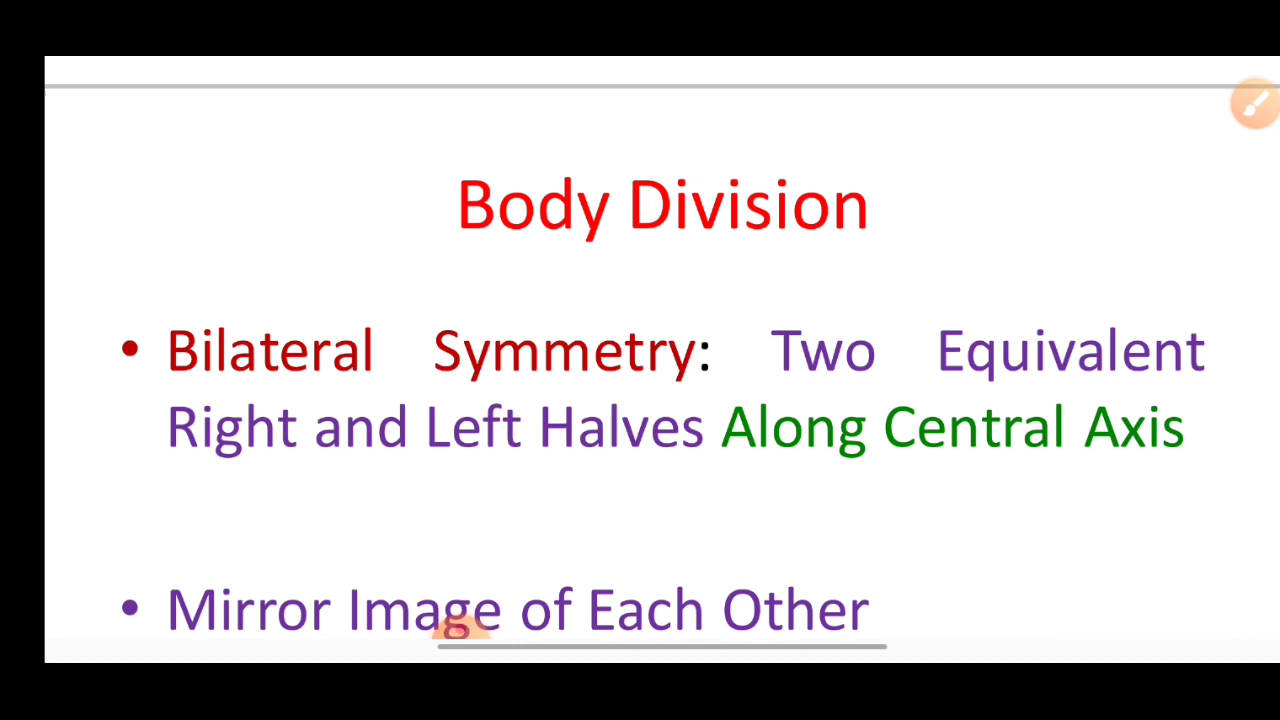 Body Division
• Bilateral Symmetry: Two Equivalent
Right and Left Halves Along Central Axis
• Mirror Image of Each Other